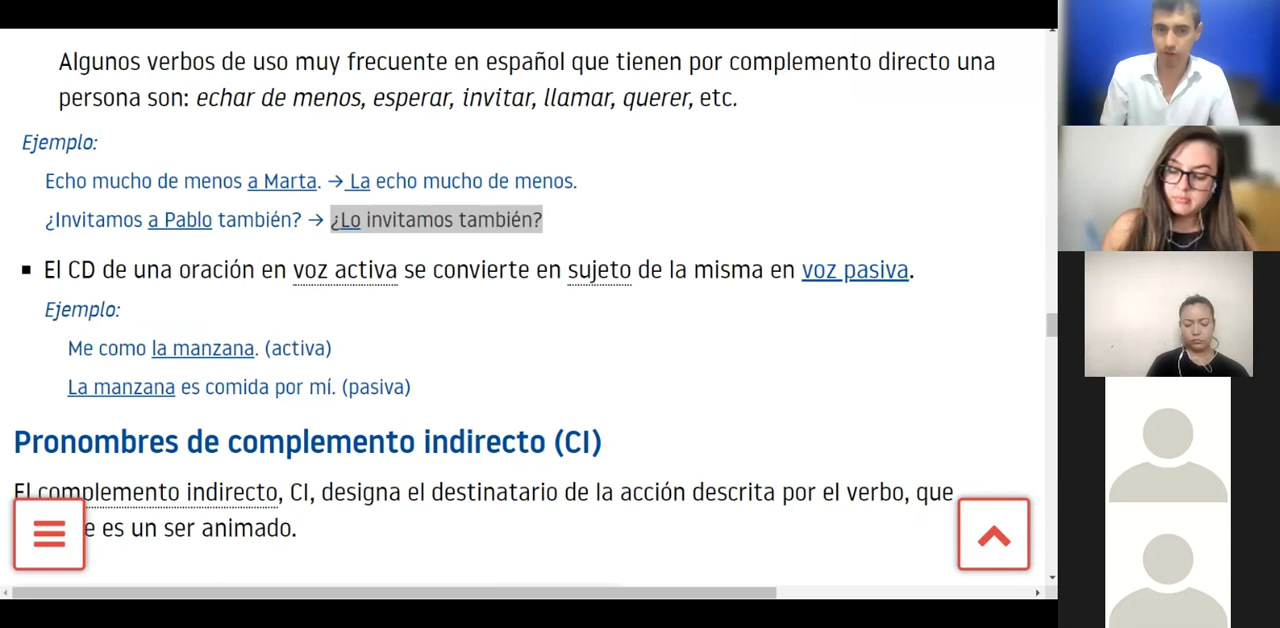 Algunos verbos de uso muy frecuente en español que tienen por complemento directo una
persona son: echar de menos, esperar, invitar, llamar, querer, etc.
Ejemplo:
Echo mucho de menos a Marta. → La echo mucho de menos.
¿Invitamos a Pablo también? → ¿Lo invitamos también?
▪ El CD de una oración en voz activa se convierte en sujeto de la misma en voz pasiva.
Ejemplo:
Me como la manzana. (activa)
La manzana es comida por mí. (pasiva)
Pronombres de complemento indirecto (CI)
El complemento indirecto, CI, designa el destinatario de la acción descrita por el verbo, que
es un ser animado.